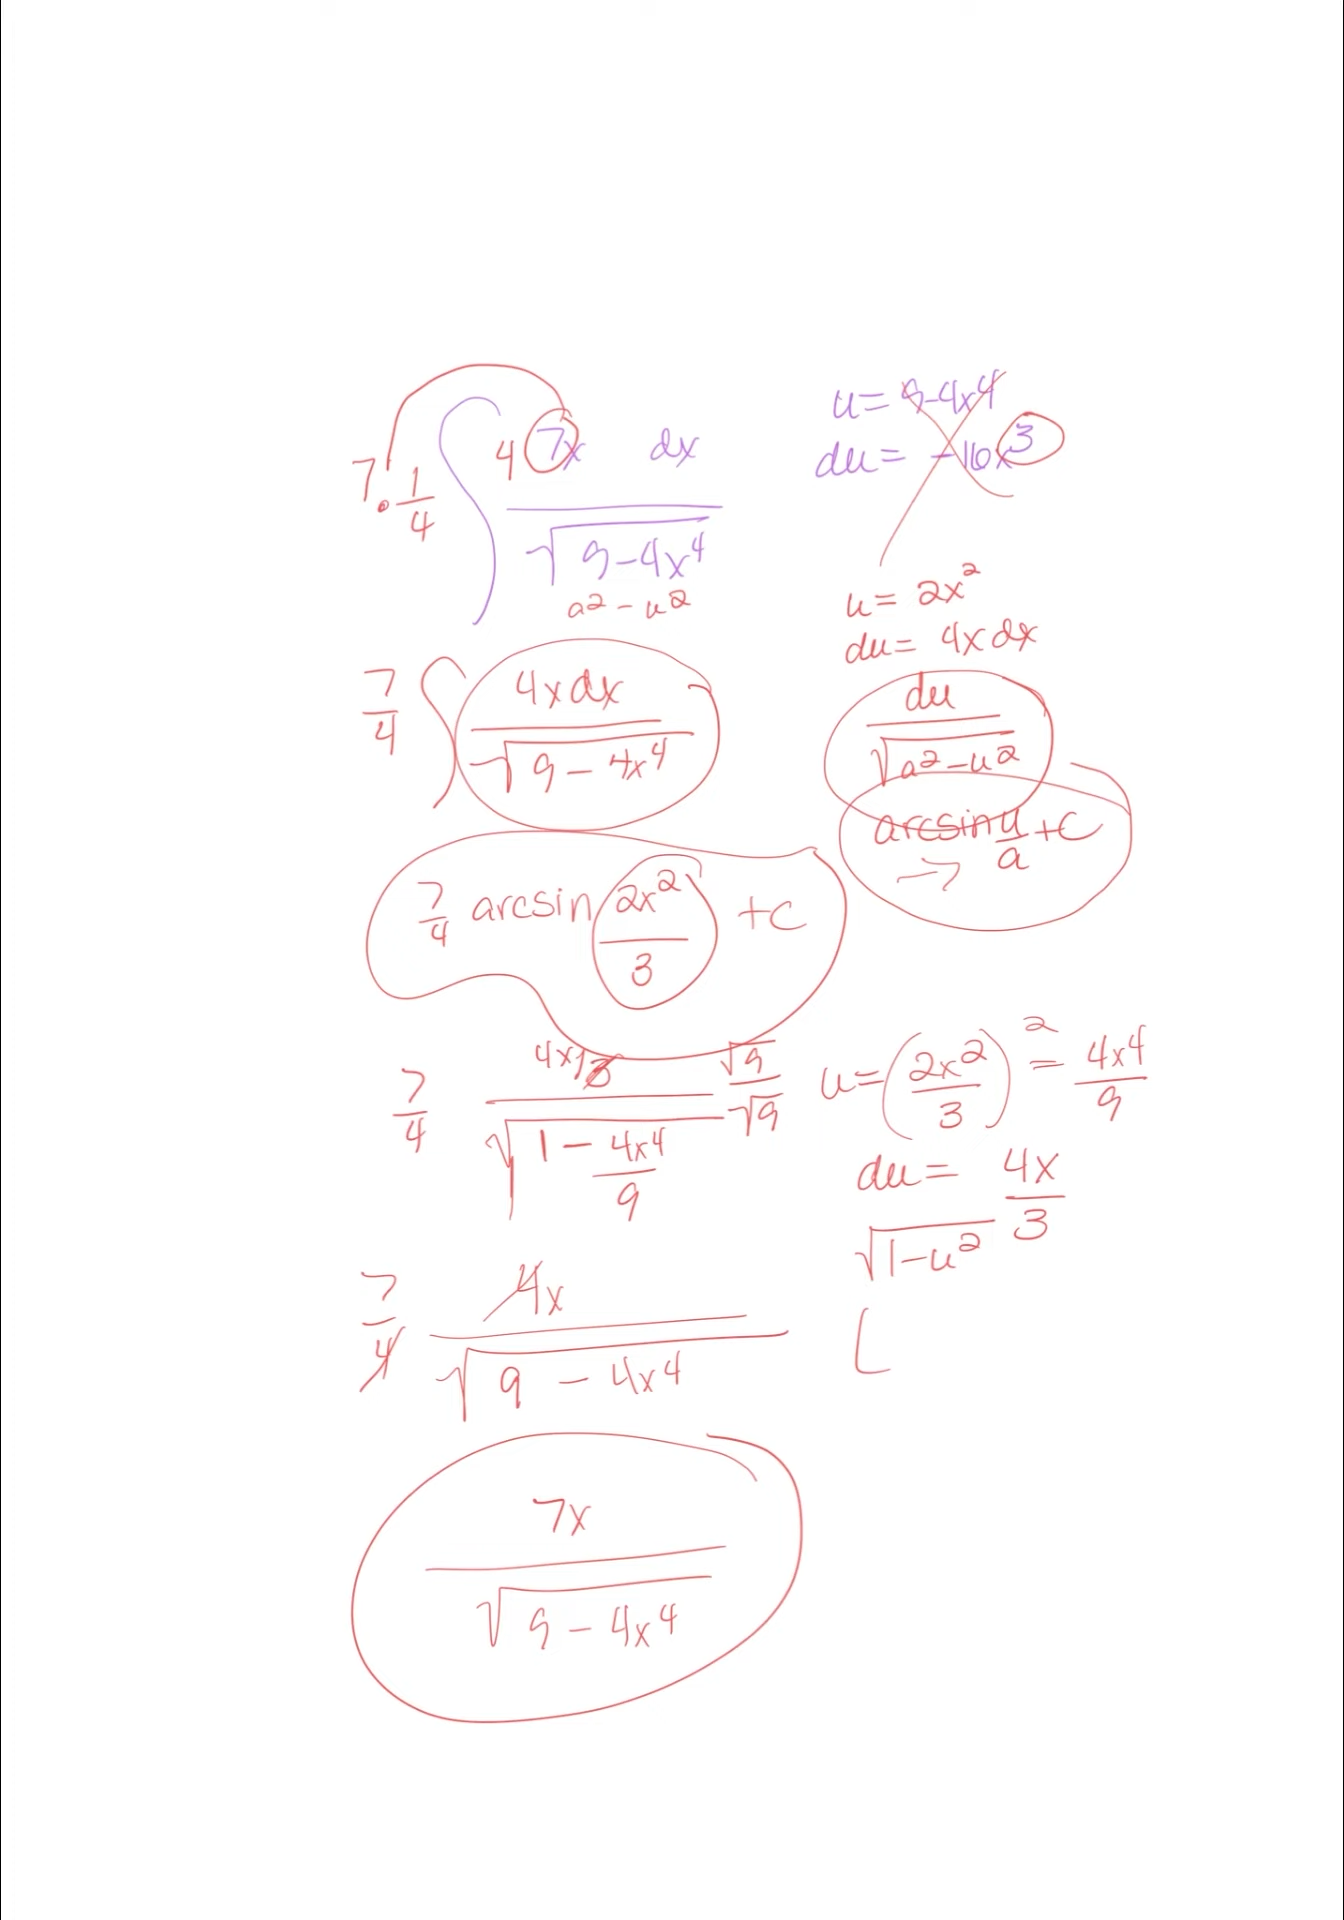 7 · 1/4 ∫ 4 7x dx / √(9-4x⁴)
a² - u²
u = 9-4x⁴
du = -16x³
u = 2x²
du = 4x dx
7/4 ∫ 4x dx / √(9 - 4x⁴)
du / √(a² - u²)
→ arcsin u/a + C
7/4 arcsin 2x²/3 + C
7/4 (4x/3) / √(1 - 4x⁴/9) √9/√9
u = (2x²/3)² = 4x⁴/9
du = 4x/3
√(1-u²)
7/4 4x / √(9 - 4x⁴)
[
7x / √(9 - 4x⁴)